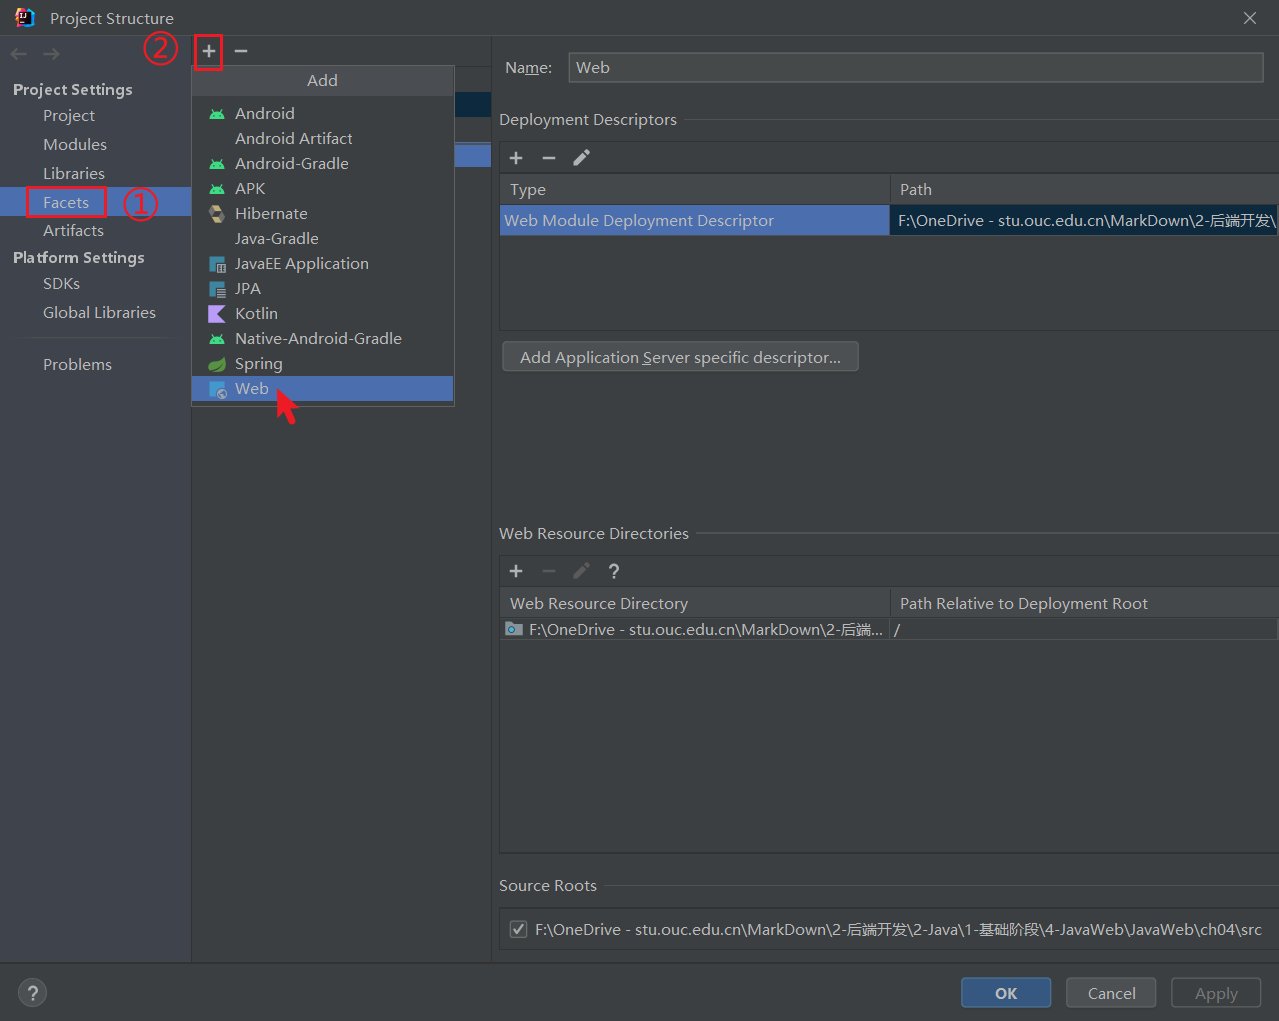 Project Structure
②
Project Settings
Project
Modules
Libraries
Facets
①
Artifacts
Platform Settings
SDKs
Global Libraries
Problems
Add
Android
Android Artifact
Android-Gradle
APK
Hibernate
Java-Gradle
JavaEE Application
JPA
Kotlin
Native-Android-Gradle
Spring
Web
Name: Web
Deployment Descriptors
Type Path
Web Module Deployment Descriptor F:\OneDrive - stu.ouc.edu.cn\MarkDown\2-后端开发\
Add Application Server specific descriptor...
Web Resource Directories
?
Web Resource Directory Path Relative to Deployment Root
F:\OneDrive - stu.ouc.edu.cn\MarkDown\2-后端... /
Source Roots
F:\OneDrive - stu.ouc.edu.cn\MarkDown\2-后端开发\2-Java\1-基础阶段\4-JavaWeb\JavaWeb\ch04\src
? OK Cancel Apply